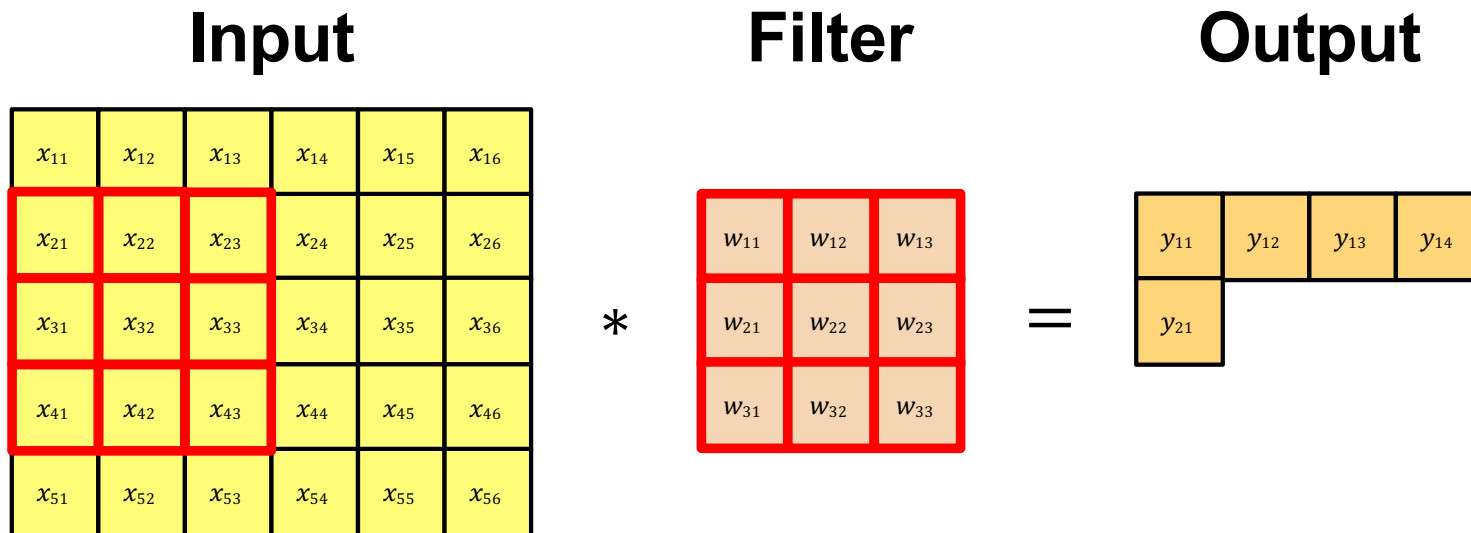 Input Filter Output
x₁₁ x₁₂ x₁₃ x₁₄ x₁₅ x₁₆
x₂₁ x₂₂ x₂₃ x₂₄ x₂₅ x₂₆ w₁₁ w₁₂ w₁₃ y₁₁ y₁₂ y₁₃ y₁₄
x₃₁ x₃₂ x₃₃ x₃₄ x₃₅ x₃₆ * w₂₁ w₂₂ w₂₃ = y₂₁
x₄₁ x₄₂ x₄₃ x₄₄ x₄₅ x₄₆ w₃₁ w₃₂ w₃₃
x₅₁ x₅₂ x₅₃ x₅₄ x₅₅ x₅₆